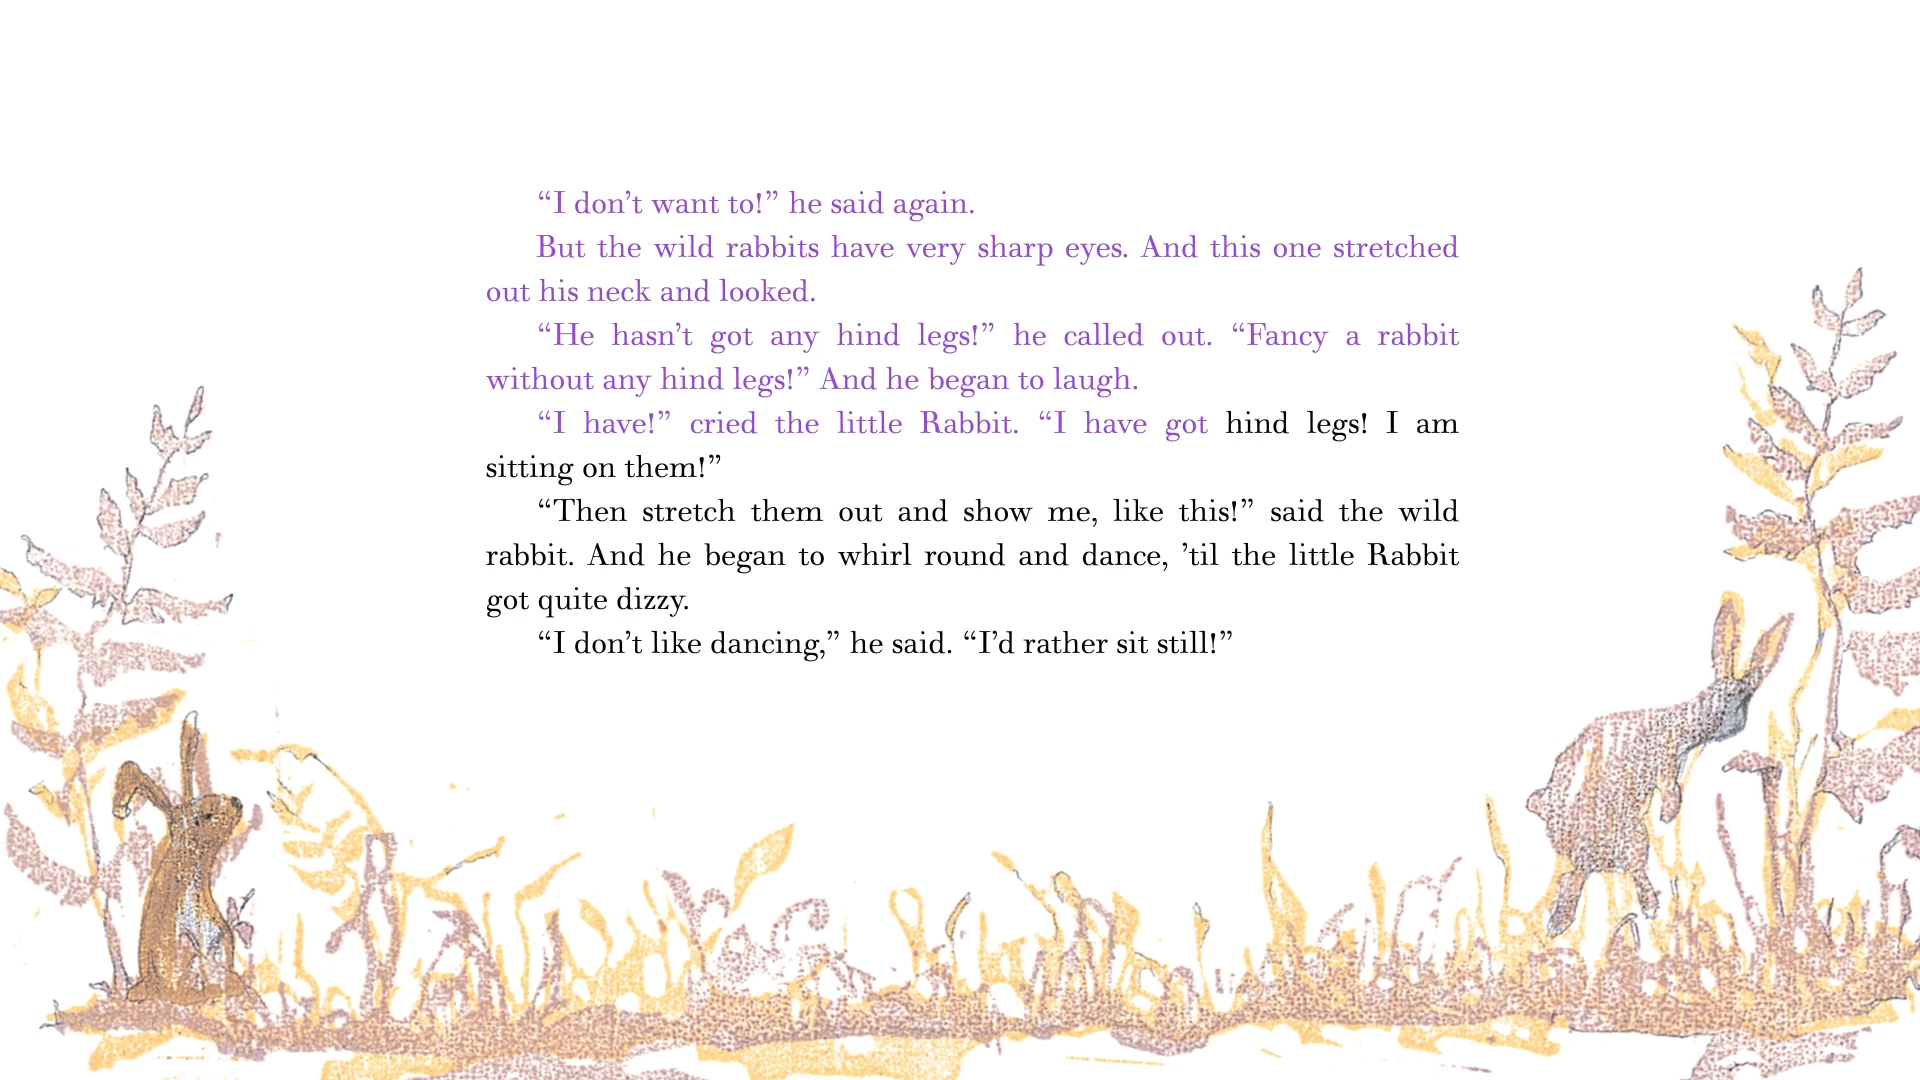 “I don’t want to!” he said again.
But the wild rabbits have very sharp eyes. And this one stretched
out his neck and looked.
“He hasn’t got any hind legs!” he called out. “Fancy a rabbit
without any hind legs!” And he began to laugh.
“I have!” cried the little Rabbit. “I have got hind legs! I am
sitting on them!”
“Then stretch them out and show me, like this!” said the wild
rabbit. And he began to whirl round and dance, ’til the little Rabbit
got quite dizzy.
“I don’t like dancing,” he said. “I’d rather sit still!”